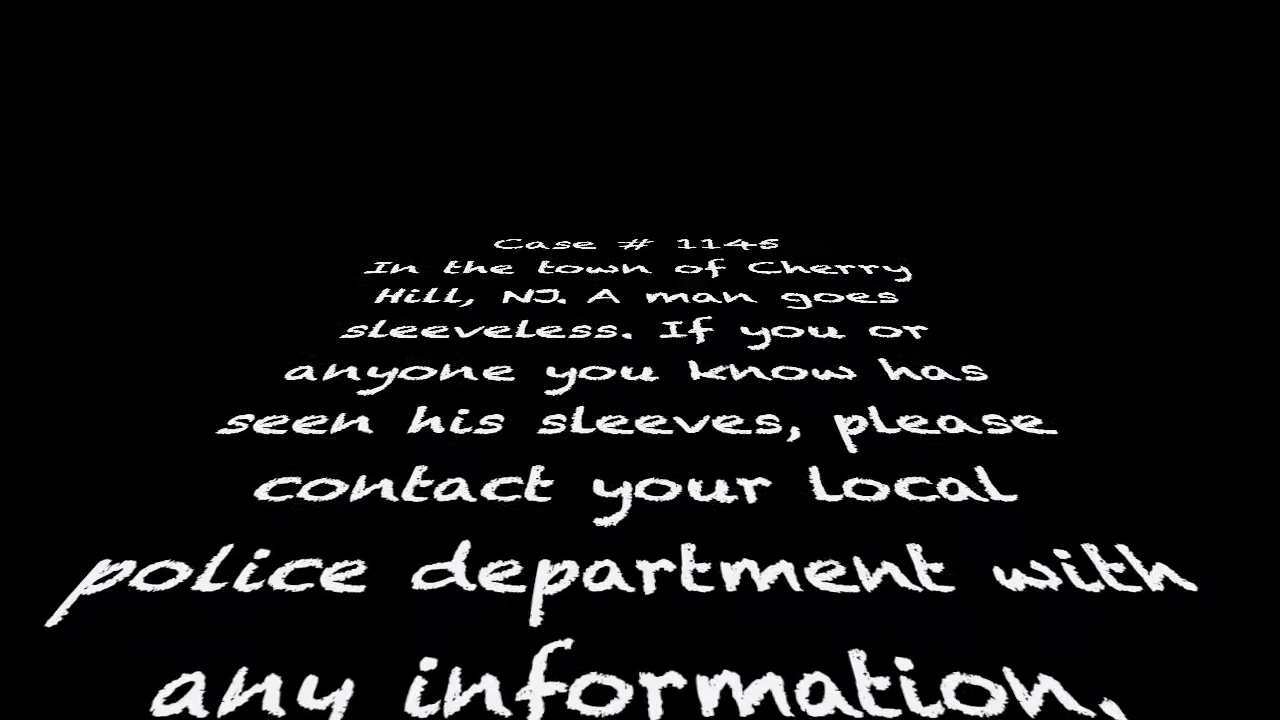 Case # 1145
In the town of Cherry
Hill, NJ. A man goes
sleeveless. If you or
anyone you know has
seen his sleeves, please
contact your local
police department with
any information,